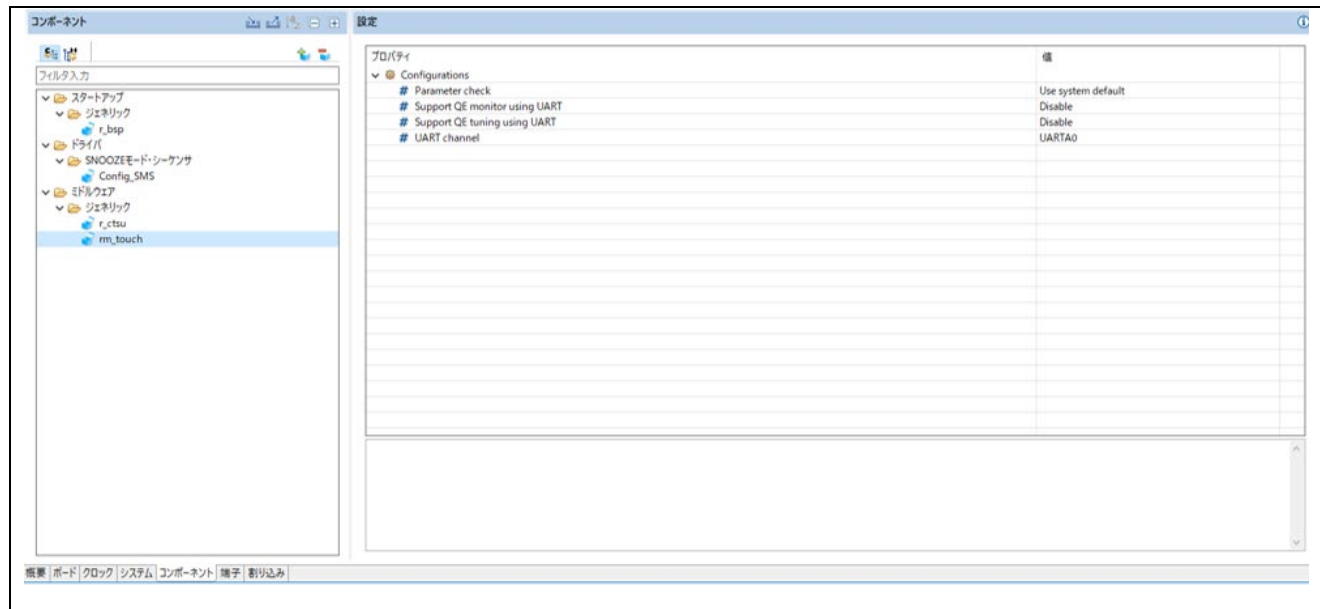 コンポーネント
設定
フィルタ入力
スタートアップ
ジェネリック
r_bsp
ドライバ
SNOOZEモード・シーケンサ
Config_SMS
ミドルウェア
ジェネリック
r_ctsu
rm_touch
プロパティ 値
Configurations
# Parameter check Use system default
# Support QE monitor using UART Disable
# Support QE tuning using UART Disable
# UART channel UARTA0
概要 ボード クロック システム コンポーネント 端子 割り込み